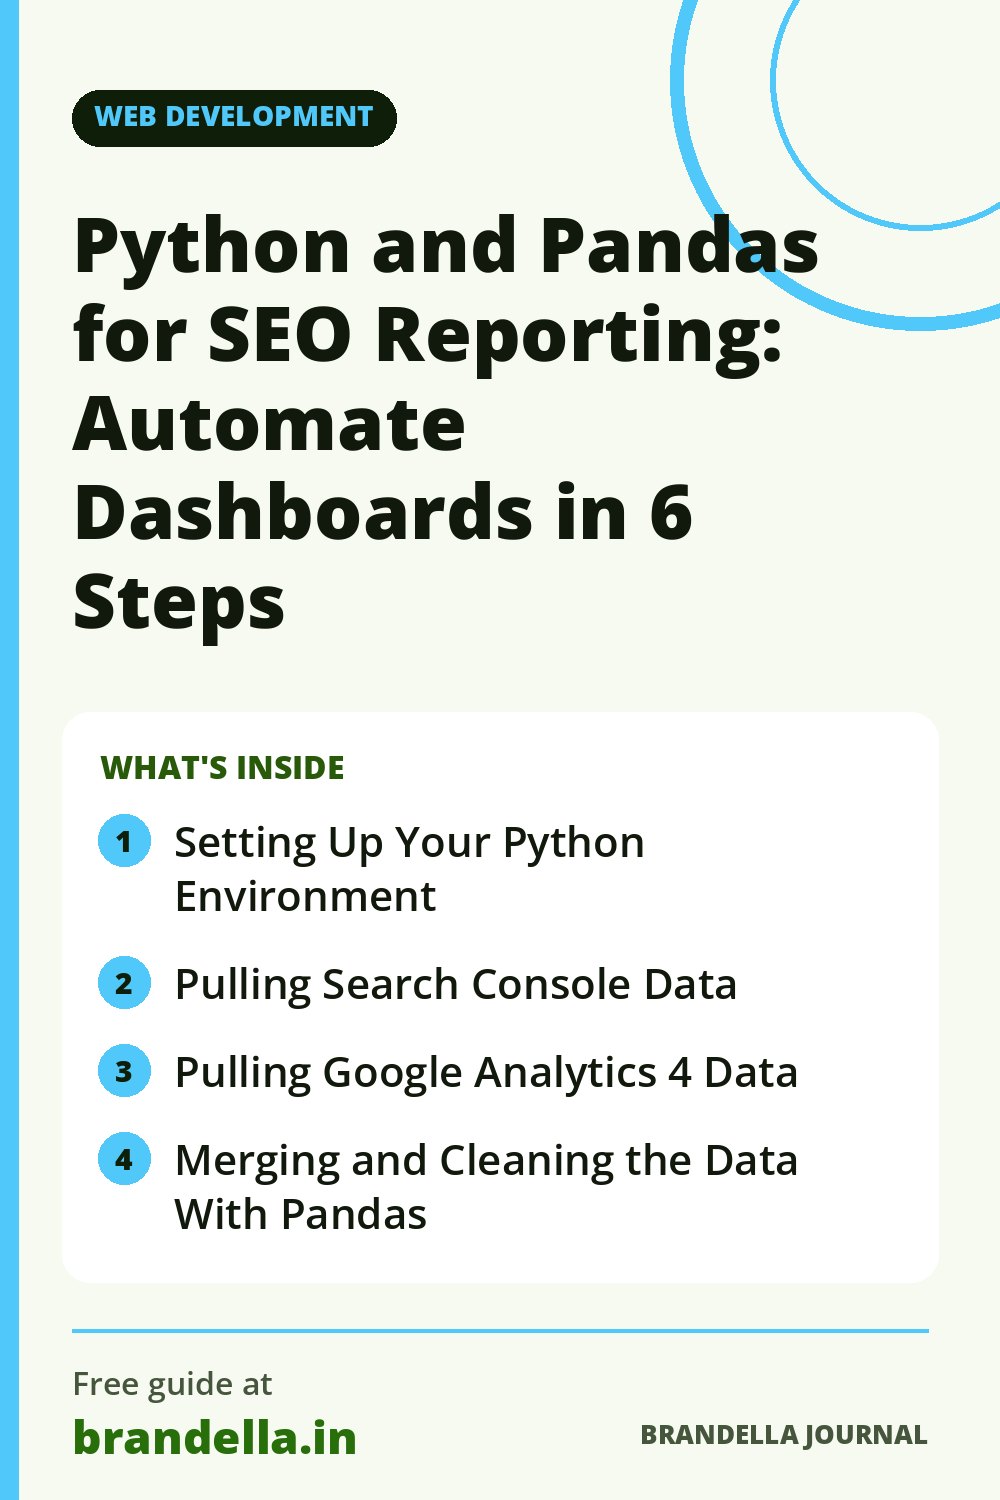 WEB DEVELOPMENT
Python and Pandas
for SEO Reporting:
Automate
Dashboards in 6
Steps
WHAT'S INSIDE
1 Setting Up Your Python
Environment
2 Pulling Search Console Data
3 Pulling Google Analytics 4 Data
4 Merging and Cleaning the Data
With Pandas
Free guide at
brandella.in
BRANDELLA JOURNAL